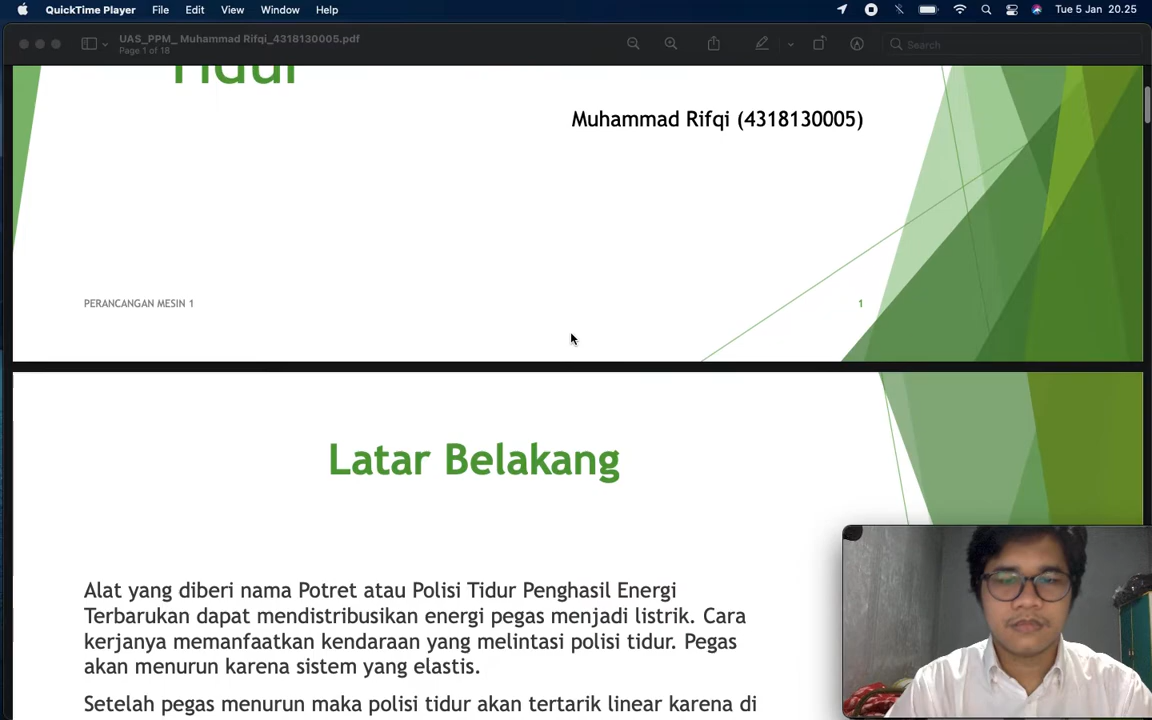 QuickTime Player File Edit View Window Help Tue 5 Jan 20.25
UAS_PPM_ Muhammad Rifqi_4318130005.pdf
Page 1 of 18
Search
Tidur
Muhammad Rifqi (4318130005)
PERANCANGAN MESIN 1
1
Latar Belakang
Alat yang diberi nama Potret atau Polisi Tidur Penghasil Energi
Terbarukan dapat mendistribusikan energi pegas menjadi listrik. Cara
kerjanya memanfaatkan kendaraan yang melintasi polisi tidur. Pegas
akan menurun karena sistem yang elastis.
Setelah pegas menurun maka polisi tidur akan tertarik linear karena di